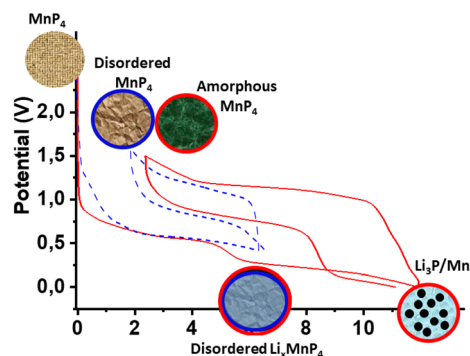 MnP₄
Disordered
MnP₄
Amorphous
MnP₄
Potential (V)
2,0
1,5
1,0
0,5
0,0
Li₃P/Mn
0
2
4
6
8
10
Disordered LiₓMnP₄